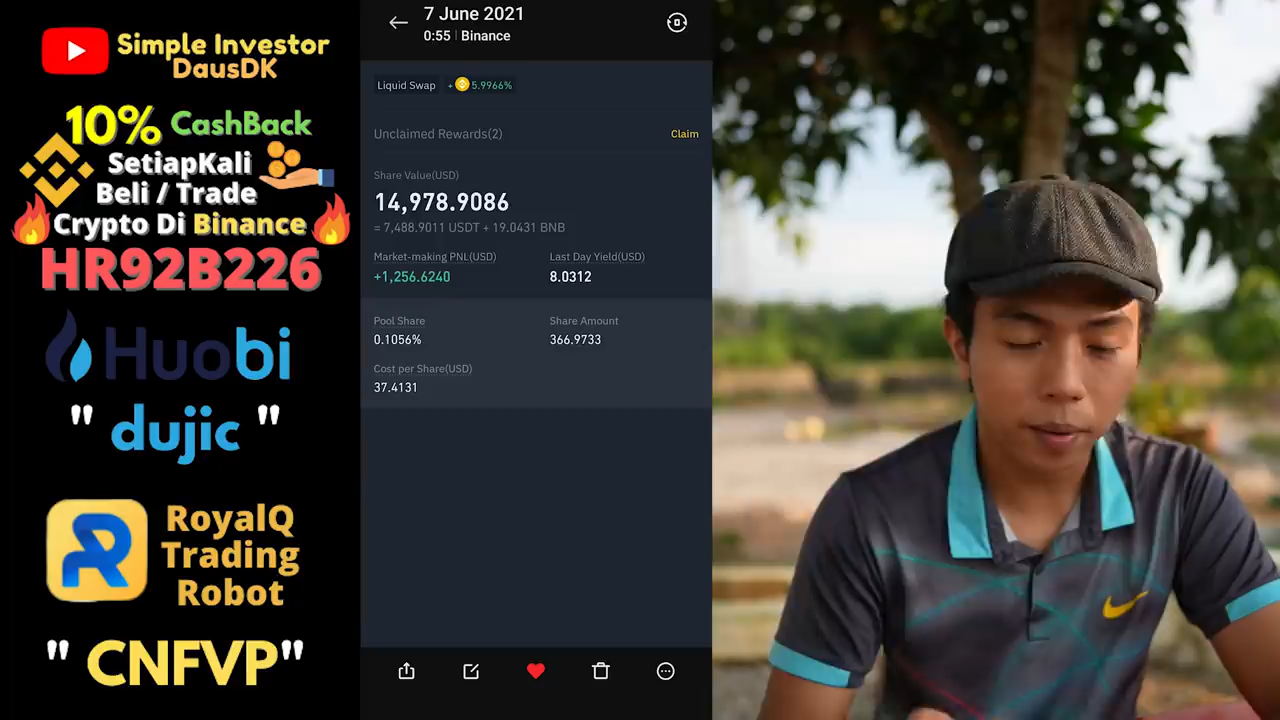 Simple Investor
DausDK
10% CashBack
SetiapKali
Beli / Trade
Crypto Di Binance
HR92B226
Huobi
" dujic "
RoyalQ
Trading
Robot
" CNFVP"
7 June 2021
0:55 | Binance
Liquid Swap + 5.9966%
Unclaimed Rewards(2) Claim
Share Value(USD)
14,978.9086
= 7,488.9011 USDT + 19.0431 BNB
Market-making PNL(USD) Last Day Yield(USD)
+1,256.6240 8.0312
Pool Share Share Amount
0.1056% 366.9733
Cost per Share(USD)
37.4131